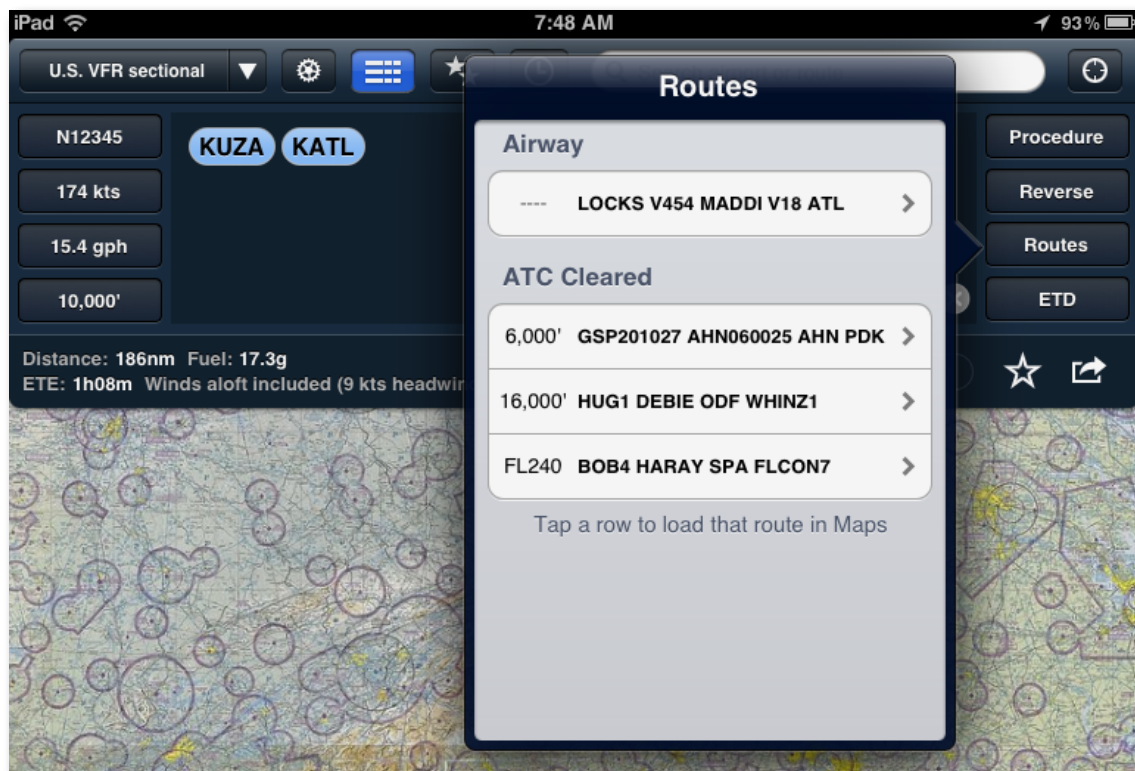 iPad 7:48 AM 93%
U.S. VFR sectional
Routes
N12345
KUZA KATL
Procedure
Airway
174 kts
---- LOCKS V454 MADDI V18 ATL
Reverse
15.4 gph
Routes
ATC Cleared
10,000'
ETD
6,000' GSP201027 AHN060025 AHN PDK
Distance: 186nm Fuel: 17.3g
ETE: 1h08m Winds aloft included (9 kts
16,000' HUG1 DEBIE ODF WHINZ1
FL240 BOB4 HARAY SPA FLCON7
Tap a row to load that route in Maps